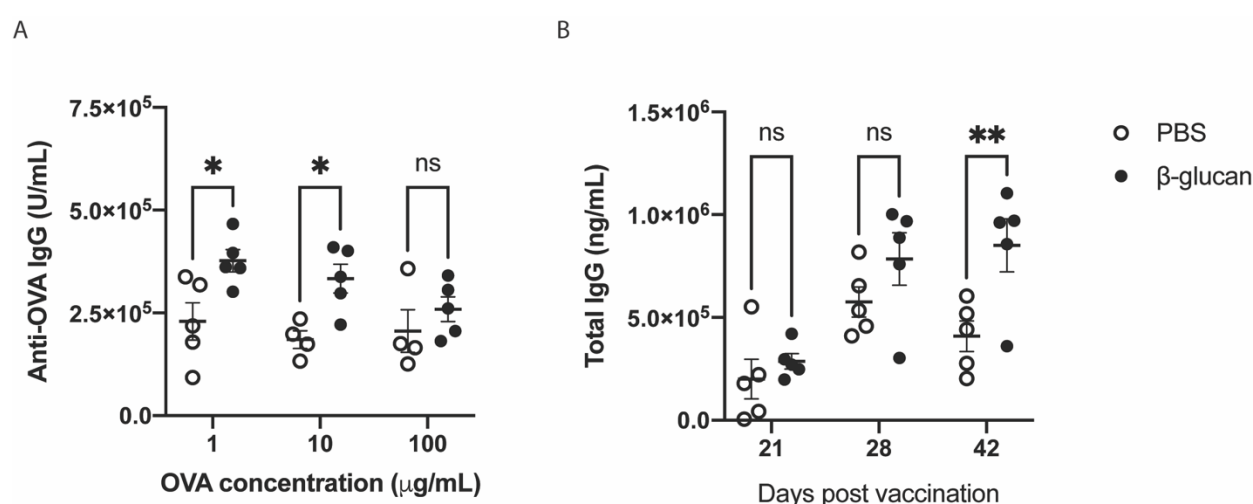 A
B
7.5×10⁵
5.0×10⁵
2.5×10⁵
0.0
Anti-OVA IgG (U/mL)
* * ns
1 10 100
OVA concentration (μg/mL)
1.5×10⁶
1.0×10⁶
5.0×10⁵
0.0
Total IgG (ng/mL)
ns ns **
21 28 42
Days post vaccination
PBS
β-glucan